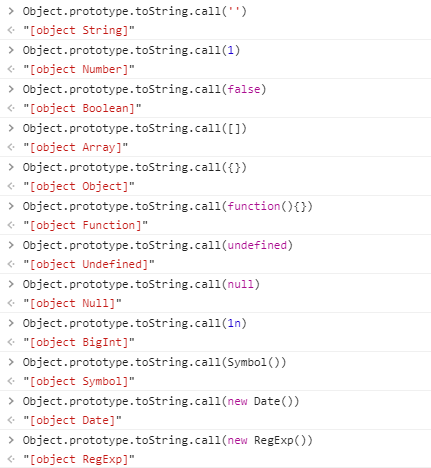 > Object.prototype.toString.call('')
<· "[object String]"
> Object.prototype.toString.call(1)
<· "[object Number]"
> Object.prototype.toString.call(false)
<· "[object Boolean]"
> Object.prototype.toString.call([])
<· "[object Array]"
> Object.prototype.toString.call({})
<· "[object Object]"
> Object.prototype.toString.call(function(){})
<· "[object Function]"
> Object.prototype.toString.call(undefined)
<· "[object Undefined]"
> Object.prototype.toString.call(null)
<· "[object Null]"
> Object.prototype.toString.call(1n)
<· "[object BigInt]"
> Object.prototype.toString.call(Symbol())
<· "[object Symbol]"
> Object.prototype.toString.call(new Date())
<· "[object Date]"
> Object.prototype.toString.call(new RegExp())
<· "[object RegExp]"